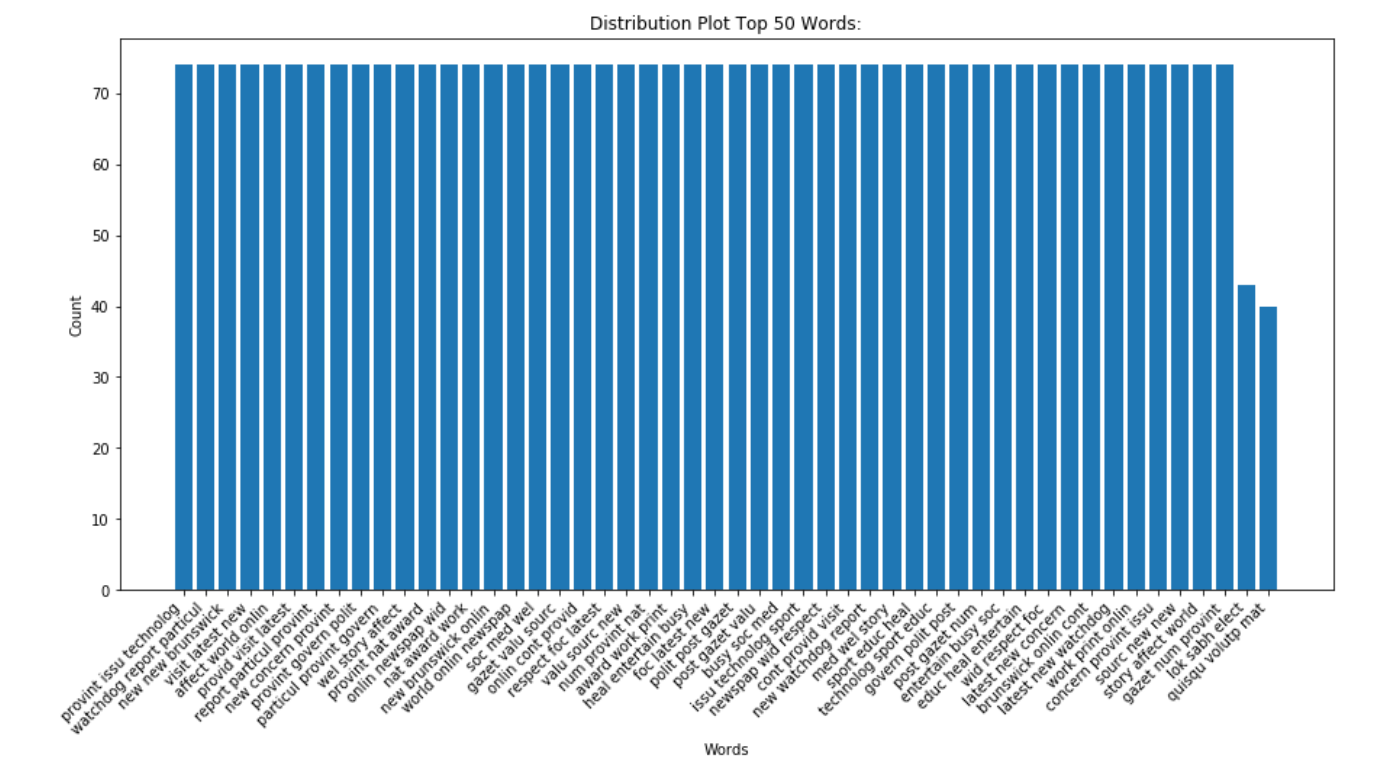 Distribution Plot Top 50 Words:
70
60
50
40
30
20
10
0
Count
provint issu technolog
watchdog report particul
new new brunswick
visit latest new
affect world onlin
provid visit latest
report particul provint
new concern provint
provint govern polit
particul provint govern
wel story affect
provint nat award
onlin newspap wid
nat award work
new brunswick onlin
world onlin newspap
soc med wel
gazet valu sourc
onlin cont provid
respect foc latest
valu sourc new
num provint nat
award work print
heal entertain busy
foc latest new
polit post gazet
post gazet valu
busy soc med
issu technolog sport
newspap wid respect
cont provid visit
new watchdog report
med wel story
sport educ heal
technolog sport educ
govern polit post
post gazet num
entertain busy soc
educ heal entertain
wid respect foc
latest new concern
brunswick onlin cont
latest new watchdog
work print onlin
concern provint issu
sourc new new
story affect world
gazet num provint
lok sabh elect
quisqu volutp mat
Words